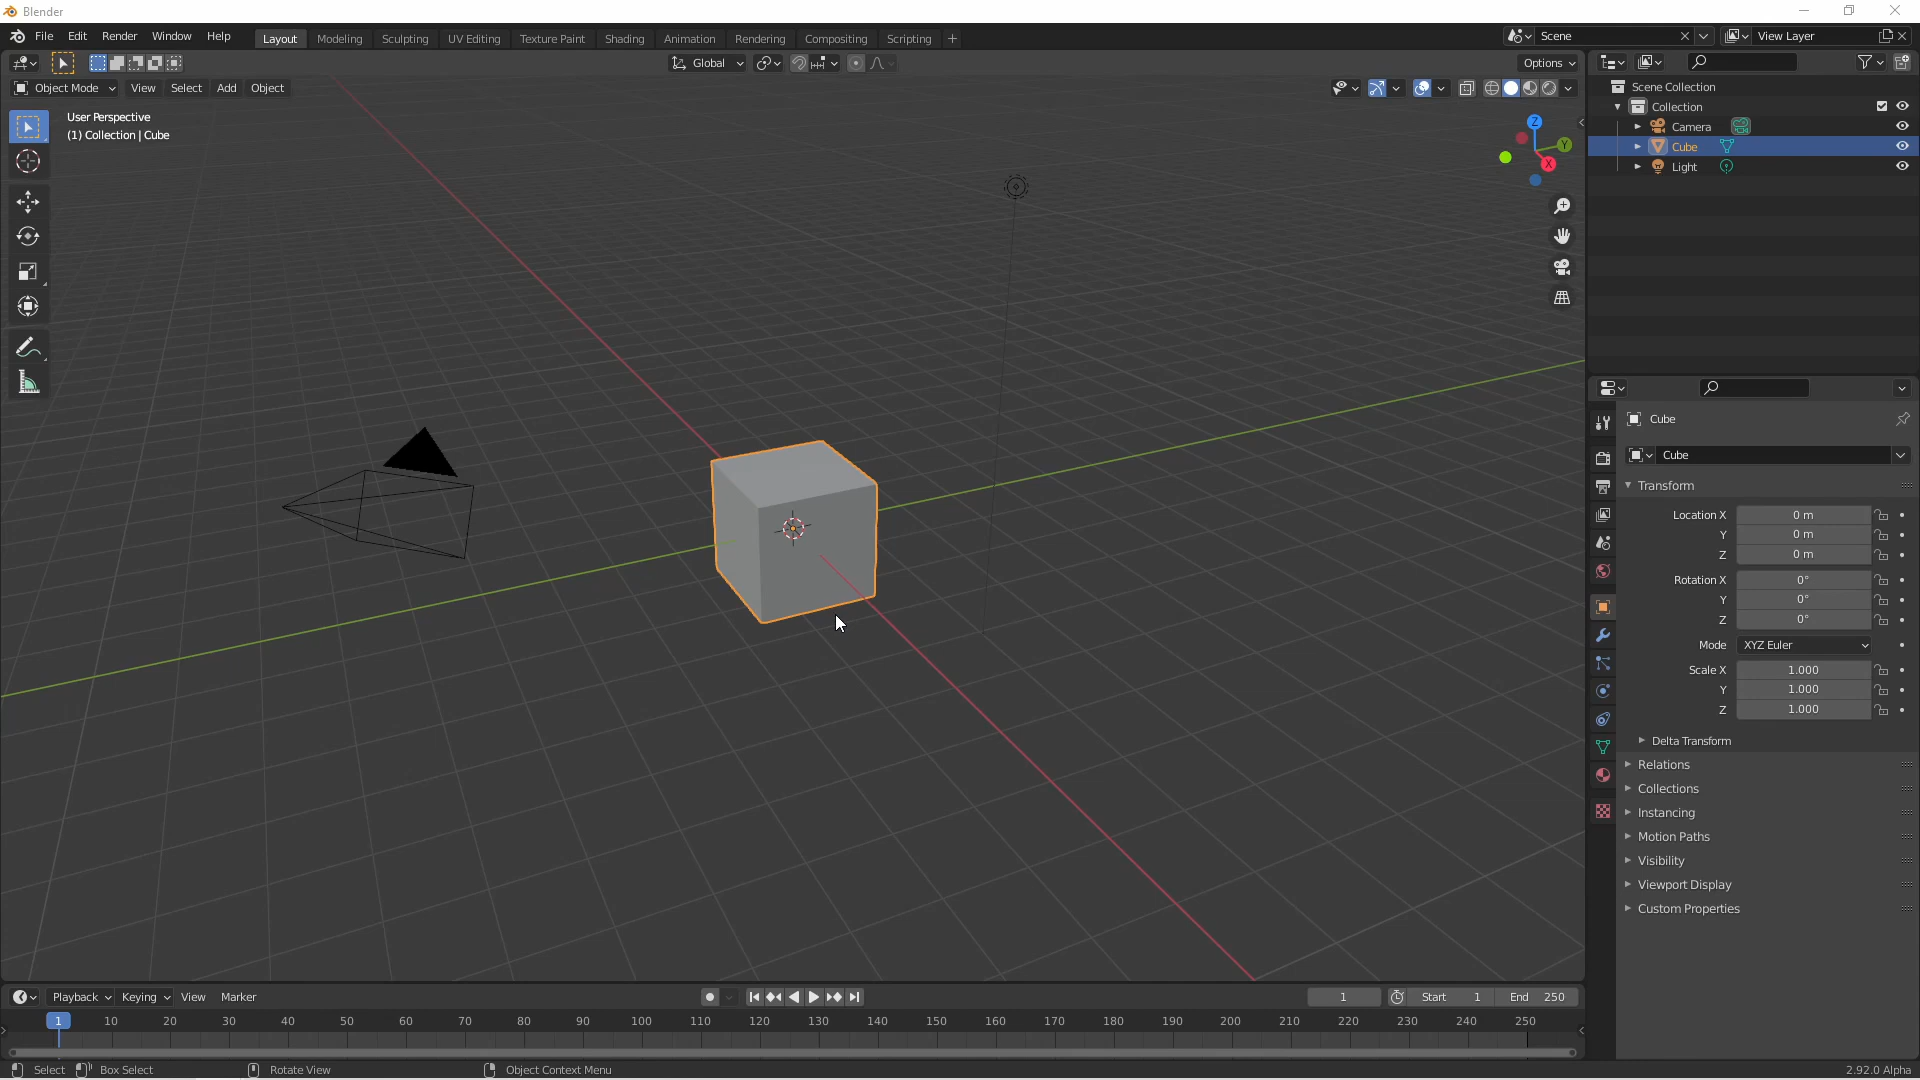 Blender
File Edit Render Window Help Layout Modeling Sculpting UV Editing Texture Paint Shading Animation Rendering Compositing Scripting + Scene View Layer
Global Options
Object Mode View Select Add Object
User Perspective
(1) Collection | Cube
Z
Y
X
Scene Collection
Collection
Camera
Cube
Light
Cube
Cube
Transform
Location X 0 m
Y 0 m
Z 0 m
Rotation X 0°
Y 0°
Z 0°
Mode XYZ Euler
Scale X 1.000
Y 1.000
Z 1.000
Delta Transform
Relations
Collections
Instancing
Motion Paths
Visibility
Viewport Display
Custom Properties
Playback Keying View Marker 1 Start 1 End 250
1 10 20 30 40 50 60 70 80 90 100 110 120 130 140 150 160 170 180 190 200 210 220 230 240 250
Select Box Select Rotate View Object Context Menu 2.92.0 Alpha